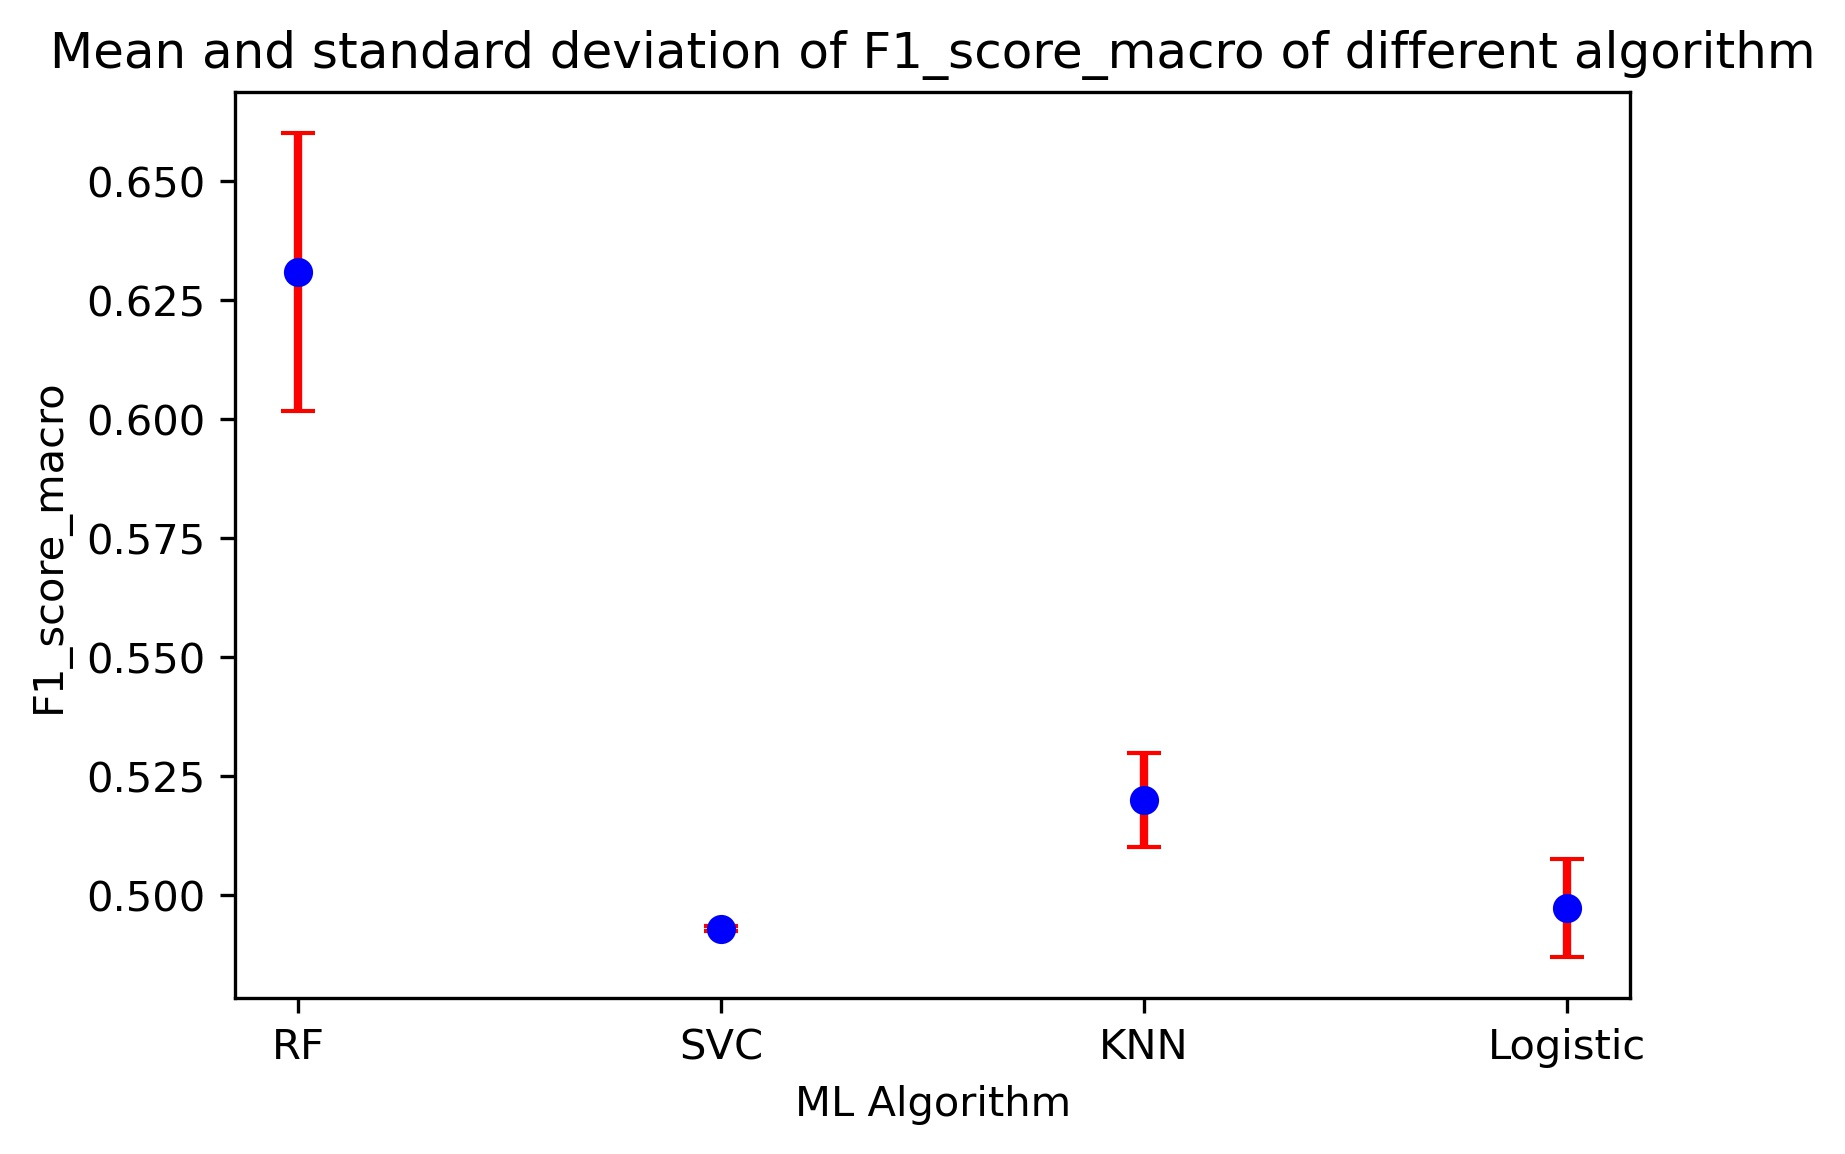 Mean and standard deviation of F1_score_macro of different algorithm
F1_score_macro
0.650
0.625
0.600
0.575
0.550
0.525
0.500
RF SVC KNN Logistic
ML Algorithm